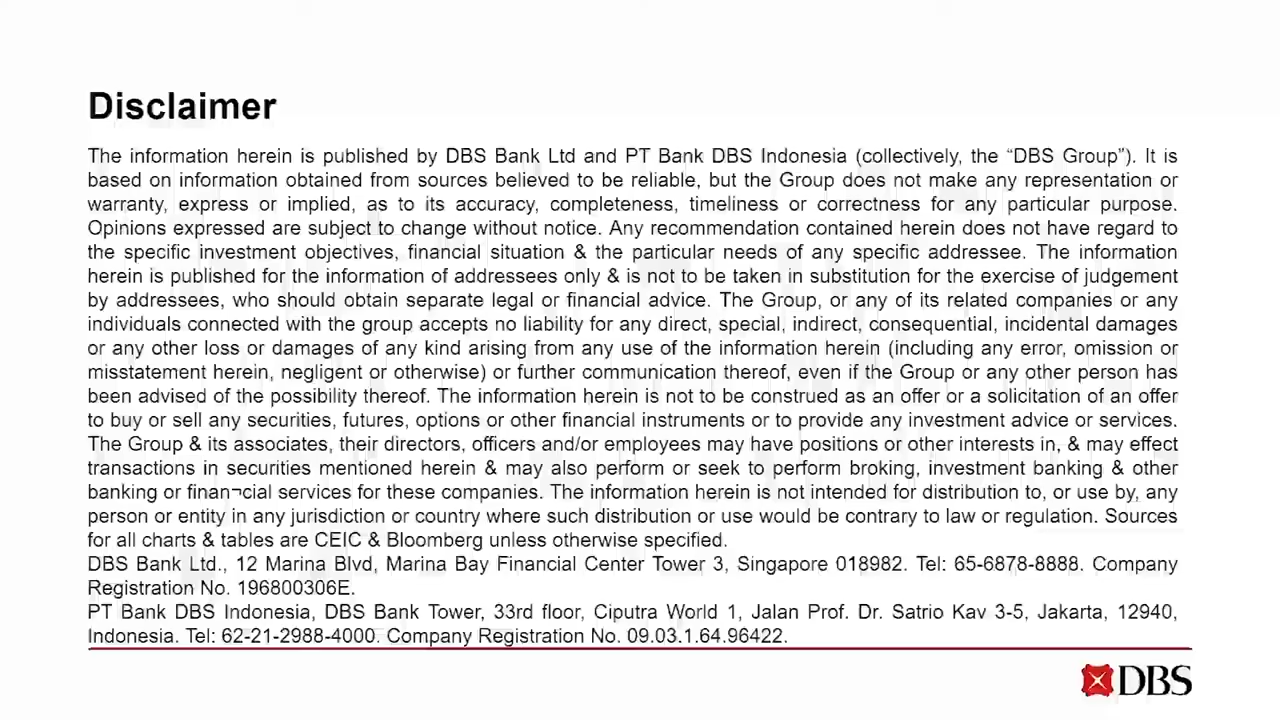 Disclaimer
The information herein is published by DBS Bank Ltd and PT Bank DBS Indonesia (collectively, the “DBS Group”). It is
based on information obtained from sources believed to be reliable, but the Group does not make any representation or
warranty, express or implied, as to its accuracy, completeness, timeliness or correctness for any particular purpose.
Opinions expressed are subject to change without notice. Any recommendation contained herein does not have regard to
the specific investment objectives, financial situation & the particular needs of any specific addressee. The information
herein is published for the information of addressees only & is not to be taken in substitution for the exercise of judgement
by addressees, who should obtain separate legal or financial advice. The Group, or any of its related companies or any
individuals connected with the group accepts no liability for any direct, special, indirect, consequential, incidental damages
or any other loss or damages of any kind arising from any use of the information herein (including any error, omission or
misstatement herein, negligent or otherwise) or further communication thereof, even if the Group or any other person has
been advised of the possibility thereof. The information herein is not to be construed as an offer or a solicitation of an offer
to buy or sell any securities, futures, options or other financial instruments or to provide any investment advice or services.
The Group & its associates, their directors, officers and/or employees may have positions or other interests in, & may effect
transactions in securities mentioned herein & may also perform or seek to perform broking, investment banking & other
banking or finan¬cial services for these companies. The information herein is not intended for distribution to, or use by, any
person or entity in any jurisdiction or country where such distribution or use would be contrary to law or regulation. Sources
for all charts & tables are CEIC & Bloomberg unless otherwise specified.
DBS Bank Ltd., 12 Marina Blvd, Marina Bay Financial Center Tower 3, Singapore 018982. Tel: 65-6878-8888. Company
Registration No. 196800306E.
PT Bank DBS Indonesia, DBS Bank Tower, 33rd floor, Ciputra World 1, Jalan Prof. Dr. Satrio Kav 3-5, Jakarta, 12940,
Indonesia. Tel: 62-21-2988-4000. Company Registration No. 09.03.1.64.96422.
DBS